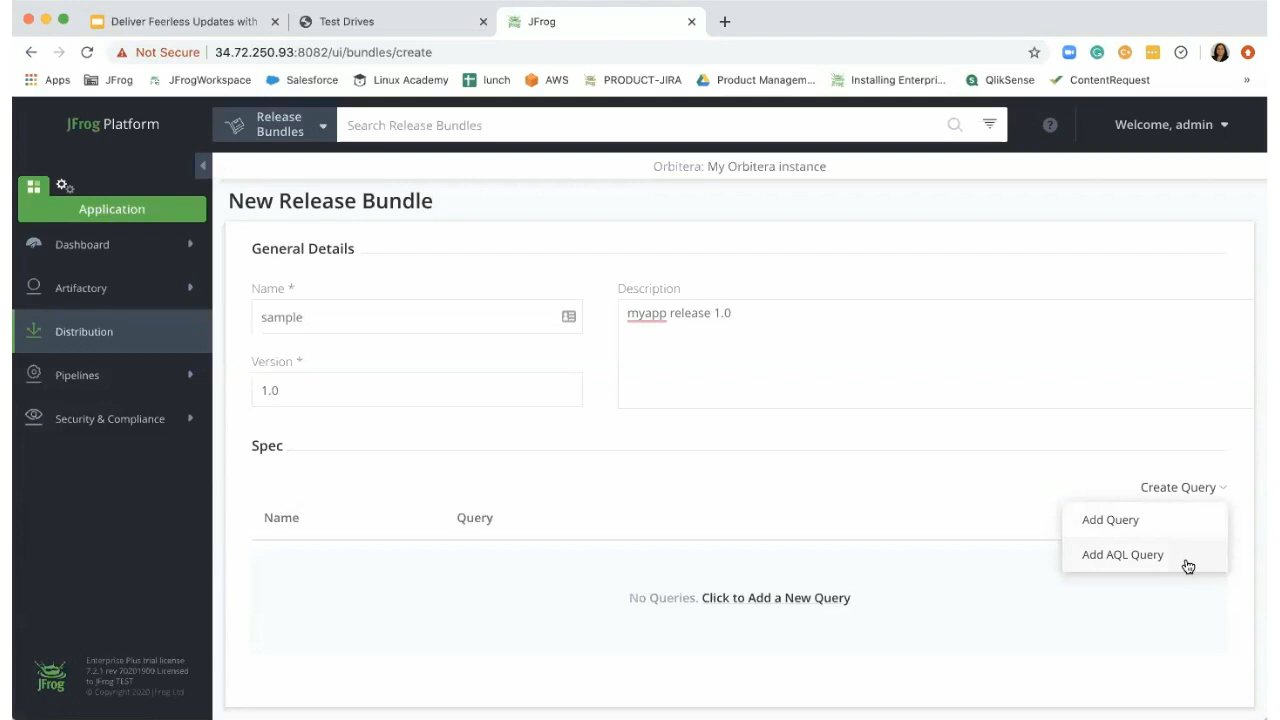 Deliver Feerless Updates with
Test Drives
JFrog
Not Secure
34.72.250.93:8082/ui/bundles/create
Apps
JFrog
JFrogWorkspace
Salesforce
Linux Academy
lunch
AWS
PRODUCT-JIRA
Product Managem...
Installing Enterpri...
QlikSense
ContentRequest
»
JFrog Platform
Release Bundles
Search Release Bundles
Welcome, admin
Orbitera: My Orbitera instance
Application
Dashboard
Artifactory
Distribution
Pipelines
Security & Compliance
New Release Bundle
General Details
Name *
sample
Description
myapp release 1.0
Version *
1.0
Spec
Create Query
Add Query
Add AQL Query
Name
Query
No Queries. Click to Add a New Query
JFrog
Enterprise Plus trial license
7.2.1 rev 70201900 Licensed
to JFrog TEST
© Copyright 2020 JFrog Ltd